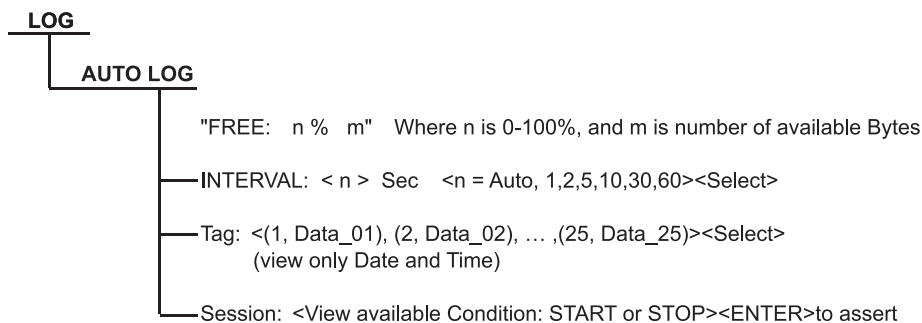 LOG
AUTO LOG
"FREE: n % m" Where n is 0-100%, and m is number of available Bytes
INTERVAL: < n > Sec <n = Auto, 1,2,5,10,30,60><Select>
Tag: <(1, Data_01), (2, Data_02), … ,(25, Data_25)><Select>
(view only Date and Time)
Session: <View available Condition: START or STOP><ENTER>to assert